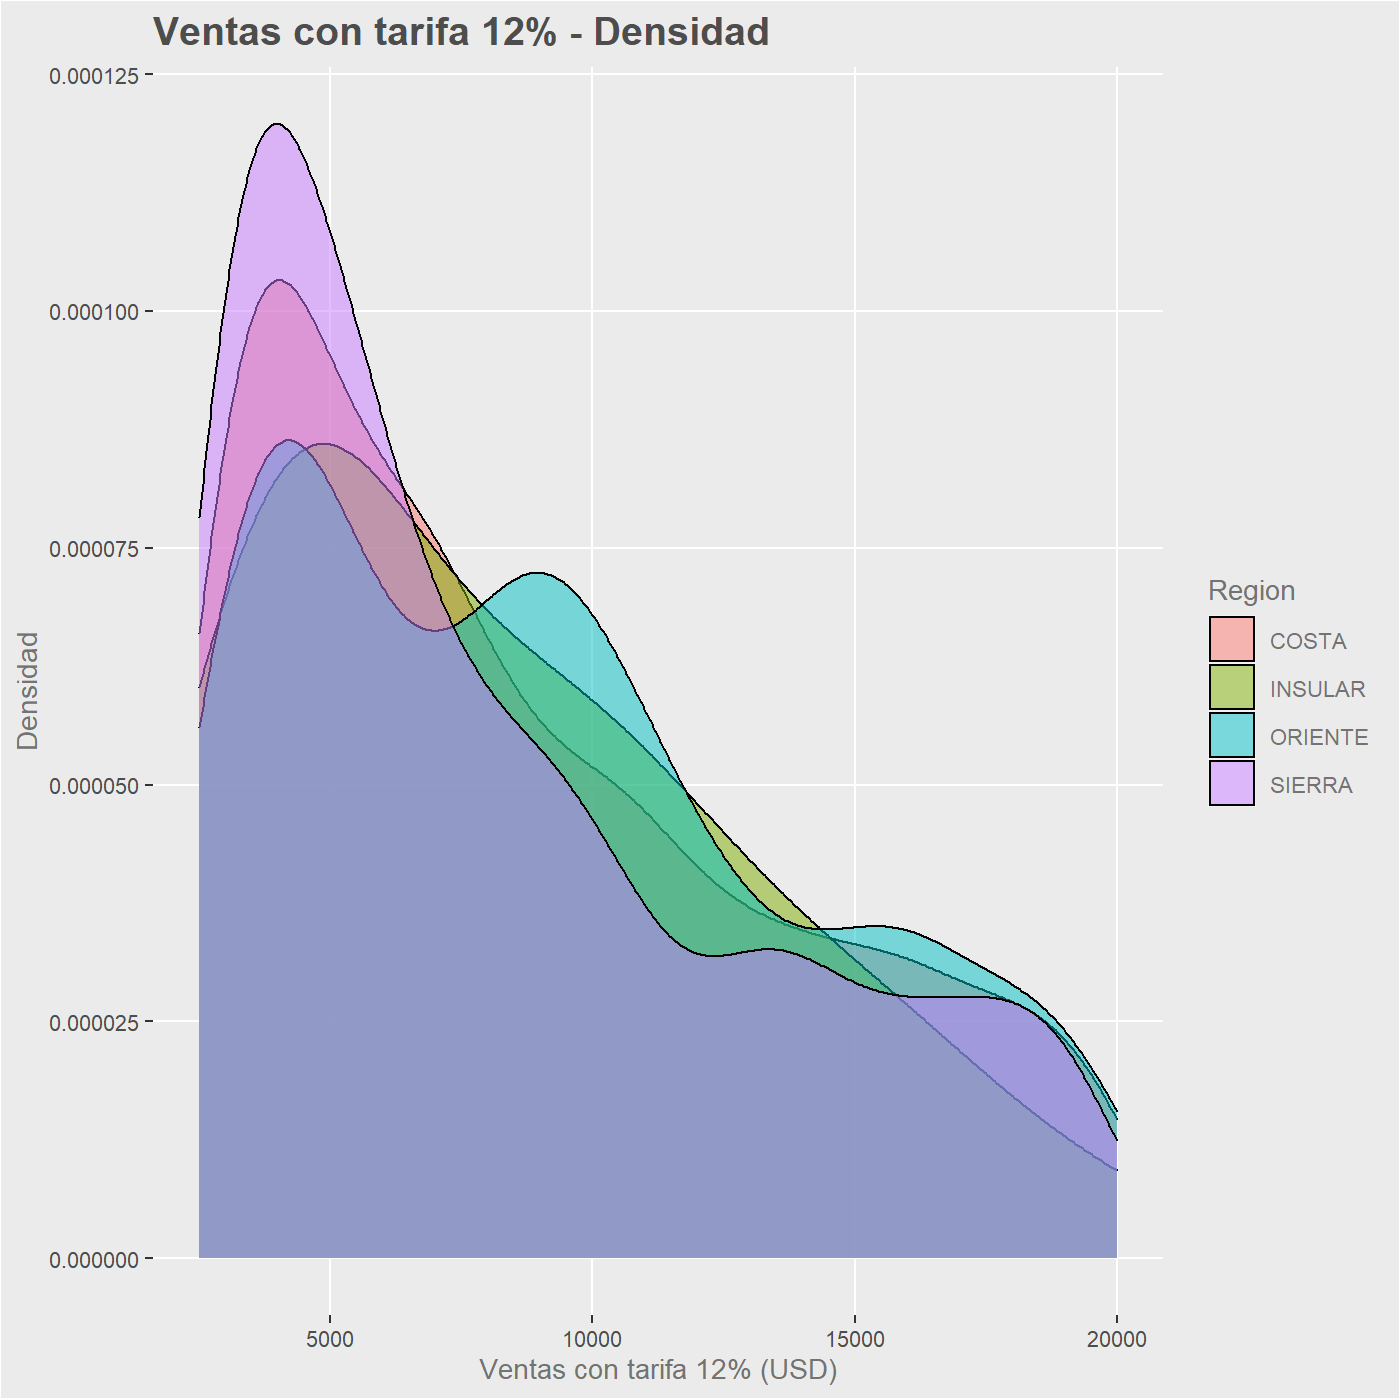 Ventas con tarifa 12% - Densidad
0.000125
0.000100
0.000075
0.000050
0.000025
0.000000
Densidad
5000 10000 15000 20000
Ventas con tarifa 12% (USD)
Region
COSTA
INSULAR
ORIENTE
SIERRA